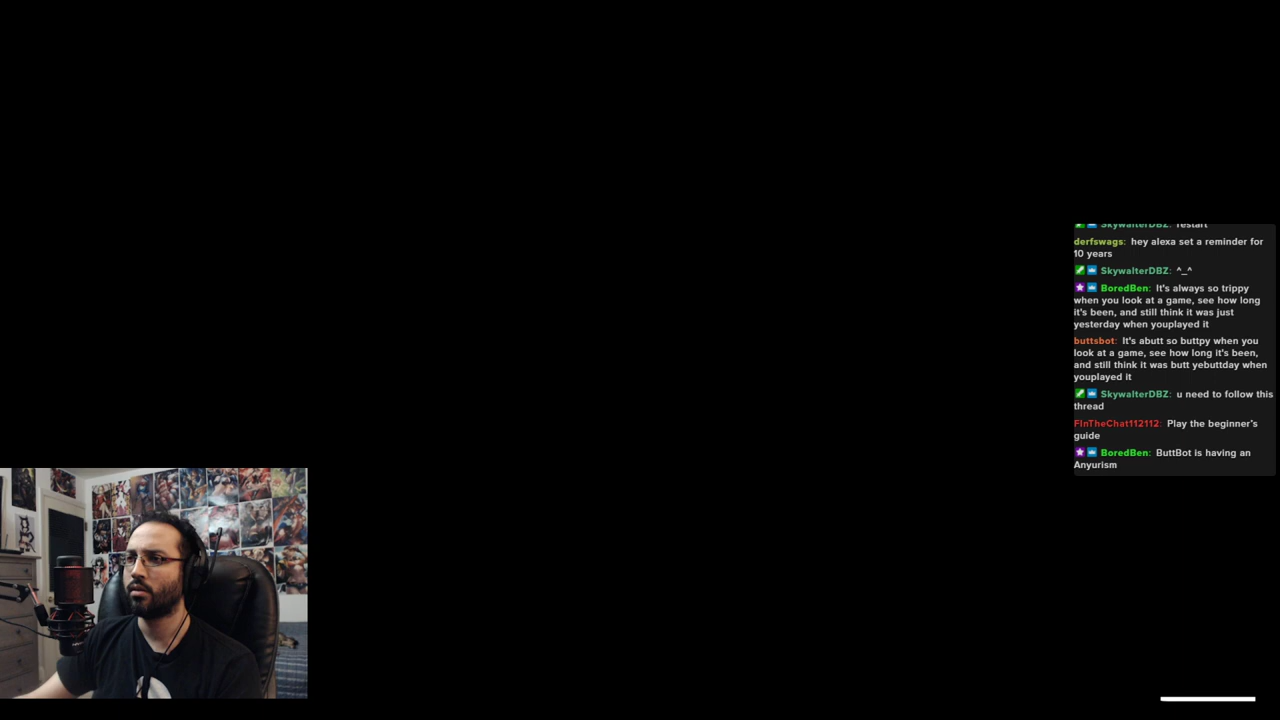 SkywalterDBZ: restart
derfswags: hey alexa set a reminder for
10 years
SkywalterDBZ: ^_^
BoredBen: It's always so trippy
when you look at a game, see how long
it's been, and still think it was just
yesterday when youplayed it
buttsbot: It's abutt so buttpy when you
look at a game, see how long it's been,
and still think it was butt yebuttday when
youplayed it
SkywalterDBZ: u need to follow this
thread
FInTheChat112112: Play the beginner's
guide
BoredBen: ButtBot is having an
Anyurism